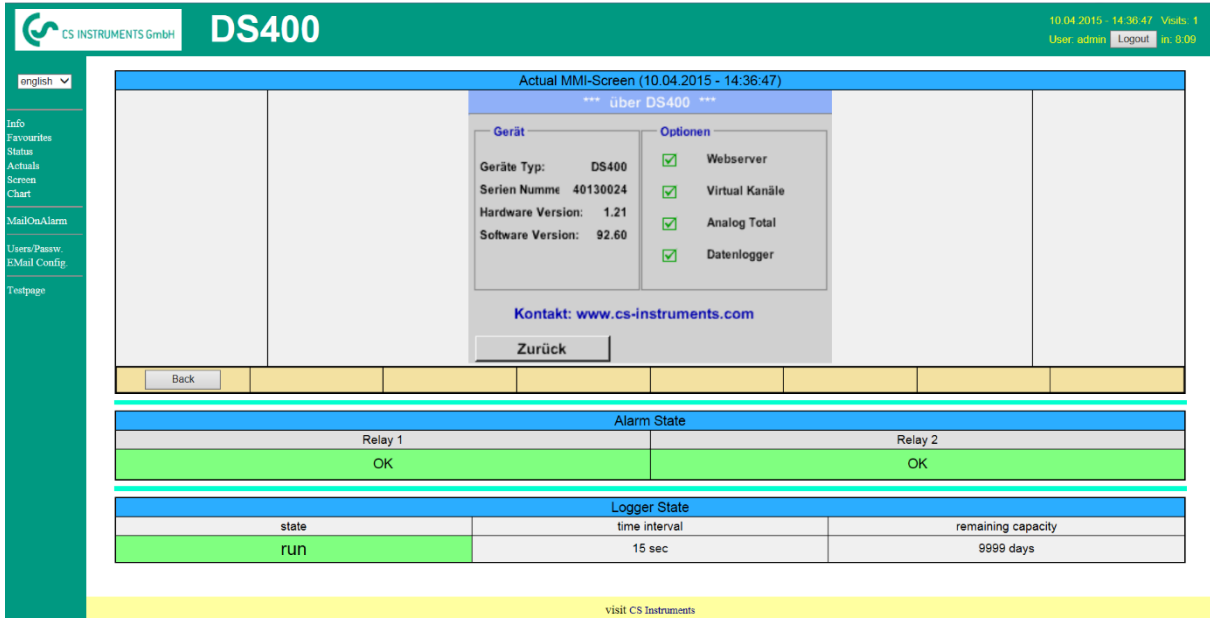 CS INSTRUMENTS GmbH
DS400
10.04.2015 - 14:36:47 Visits: 1
User: admin Logout in: 8:09
english
Info
Favourites
Status
Actuals
Screen
Chart
MailOnAlarm
Users/Passw.
EMail Config.
Testpage
Actual MMI-Screen (10.04.2015 - 14:36:47)
*** über DS400 ***
Gerät
Geräte Typ: DS400
Serien Numme 40130024
Hardware Version: 1.21
Software Version: 92.60
Optionen
Webserver
Virtual Kanäle
Analog Total
Datenlogger
Kontakt: www.cs-instruments.com
Zurück
Back
Alarm State
Relay 1 Relay 2
OK OK
Logger State
state time interval remaining capacity
run 15 sec 9999 days
visit CS Instruments